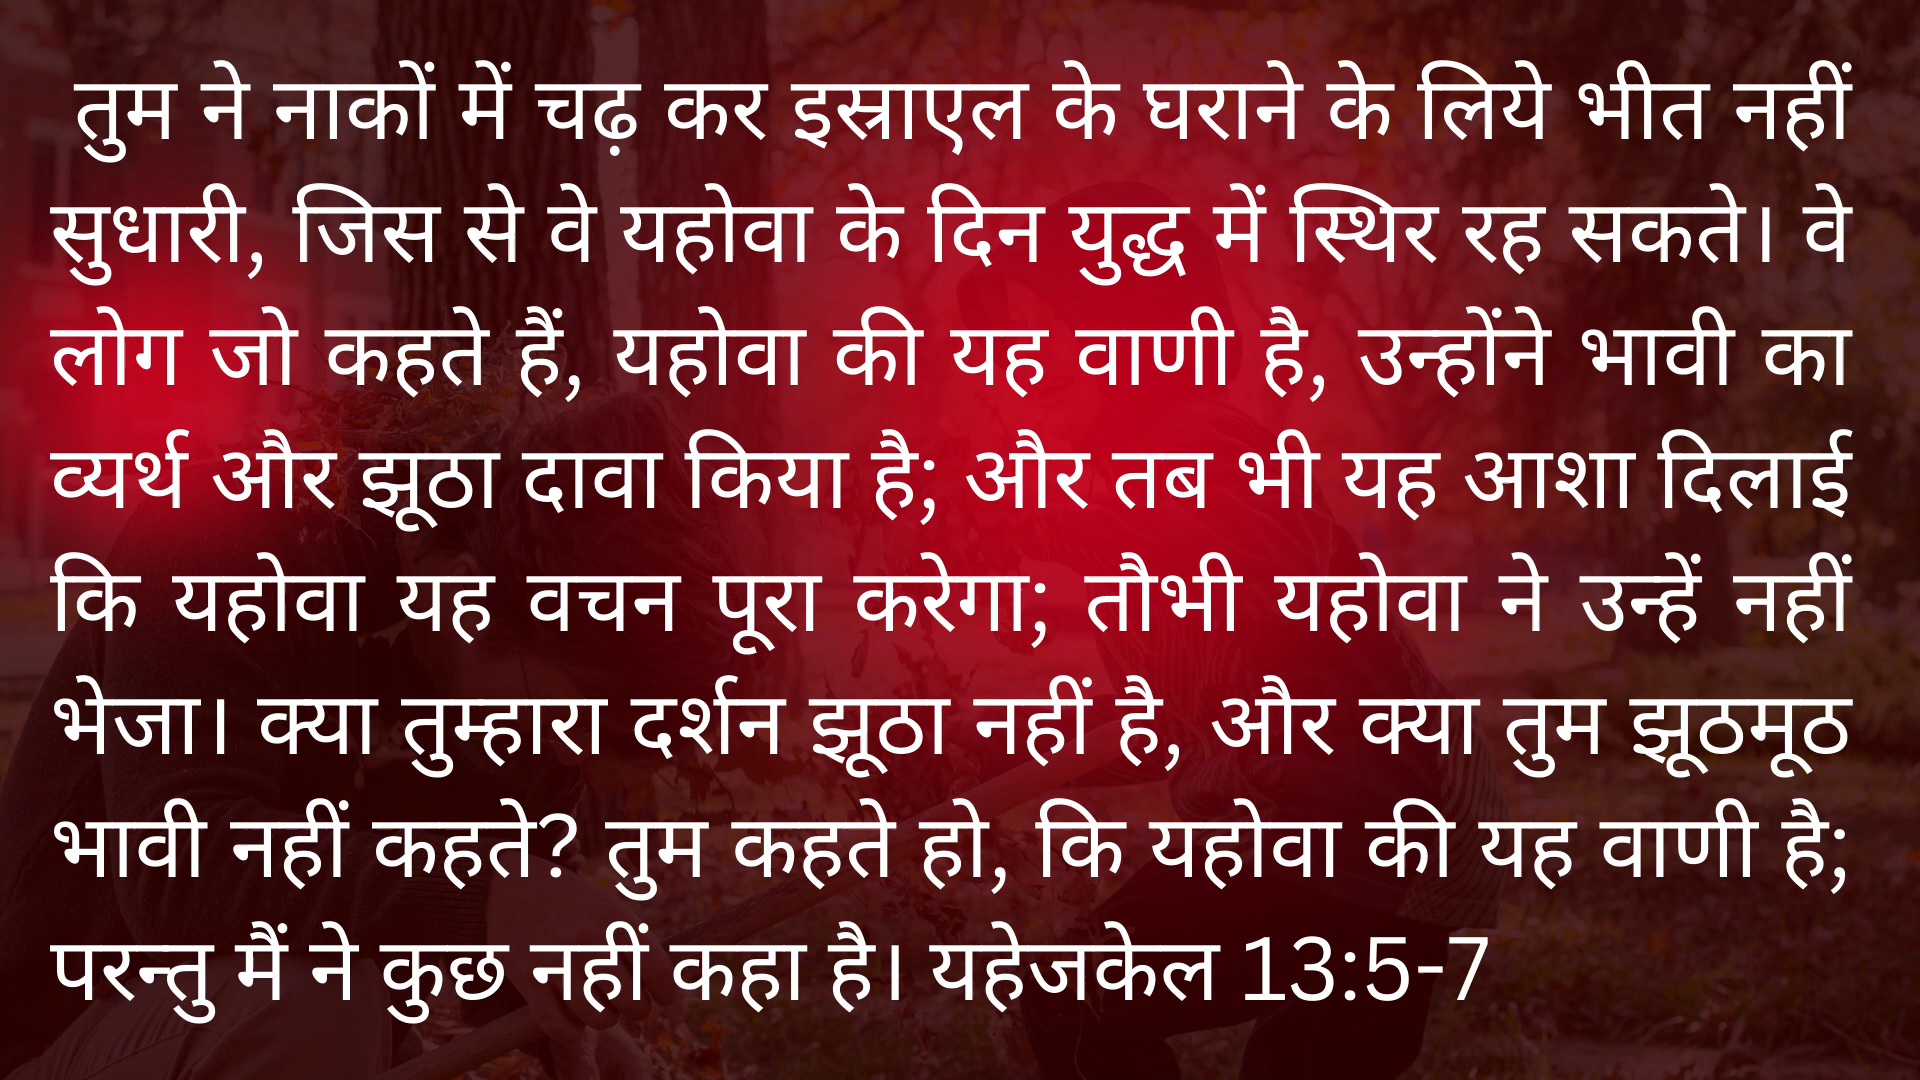 तुम ने नाकों में चढ़ कर इस्राएल के घराने के लिये भीत नहीं
सुधारी, जिस से वे यहोवा के दिन युद्ध में स्थिर रह सकते। वे
लोग जो कहते हैं, यहोवा की यह वाणी है, उन्होंने भावी का
व्यर्थ और झूठा दावा किया है; और तब भी यह आशा दिलाई
कि यहोवा यह वचन पूरा करेगा; तौभी यहोवा ने उन्हें नहीं
भेजा। क्या तुम्हारा दर्शन झूठा नहीं है, और क्या तुम झूठमूठ
भावी नहीं कहते? तुम कहते हो, कि यहोवा की यह वाणी है;
परन्तु मैं ने कुछ नहीं कहा है। यहेजकेल 13:5-7